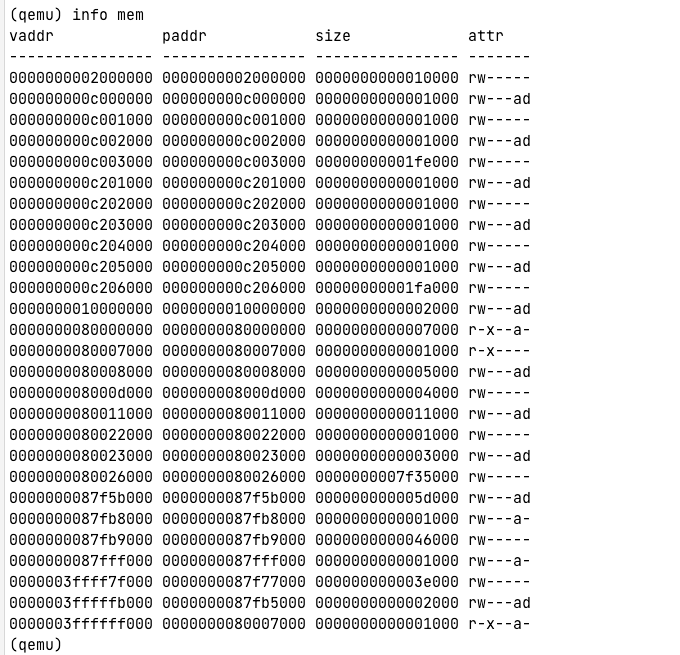 (qemu) info mem
vaddr            paddr            size             attr
---------------- ---------------- ---------------- -------
0000000002000000 0000000002000000 0000000000010000 rw-----
000000000c000000 000000000c000000 0000000000001000 rw---ad
000000000c001000 000000000c001000 0000000000001000 rw-----
000000000c002000 000000000c002000 0000000000001000 rw---ad
000000000c003000 000000000c003000 00000000001fe000 rw-----
000000000c201000 000000000c201000 0000000000001000 rw---ad
000000000c202000 000000000c202000 0000000000001000 rw-----
000000000c203000 000000000c203000 0000000000001000 rw---ad
000000000c204000 000000000c204000 0000000000001000 rw-----
000000000c205000 000000000c205000 0000000000001000 rw---ad
000000000c206000 000000000c206000 00000000001fa000 rw-----
0000000010000000 0000000010000000 0000000000002000 rw---ad
0000000080000000 0000000080000000 0000000000007000 r-x--a-
0000000080007000 0000000080007000 0000000000001000 r-x----
0000000080008000 0000000080008000 0000000000005000 rw---ad
000000008000d000 000000008000d000 0000000000004000 rw-----
0000000080011000 0000000080011000 0000000000011000 rw---ad
0000000080022000 0000000080022000 0000000000001000 rw-----
0000000080023000 0000000080023000 0000000000003000 rw---ad
0000000080026000 0000000080026000 0000000007f35000 rw-----
0000000087f5b000 0000000087f5b000 000000000005d000 rw---ad
0000000087fb8000 0000000087fb8000 0000000000001000 rw---a-
0000000087fb9000 0000000087fb9000 0000000000046000 rw-----
0000000087fff000 0000000087fff000 0000000000001000 rw---a-
0000003ffff7f000 0000000087f77000 000000000003e000 rw-----
0000003fffffb000 0000000087fb5000 0000000000002000 rw---ad
0000003ffffff000 0000000080007000 0000000000001000 r-x--a-
(qemu)